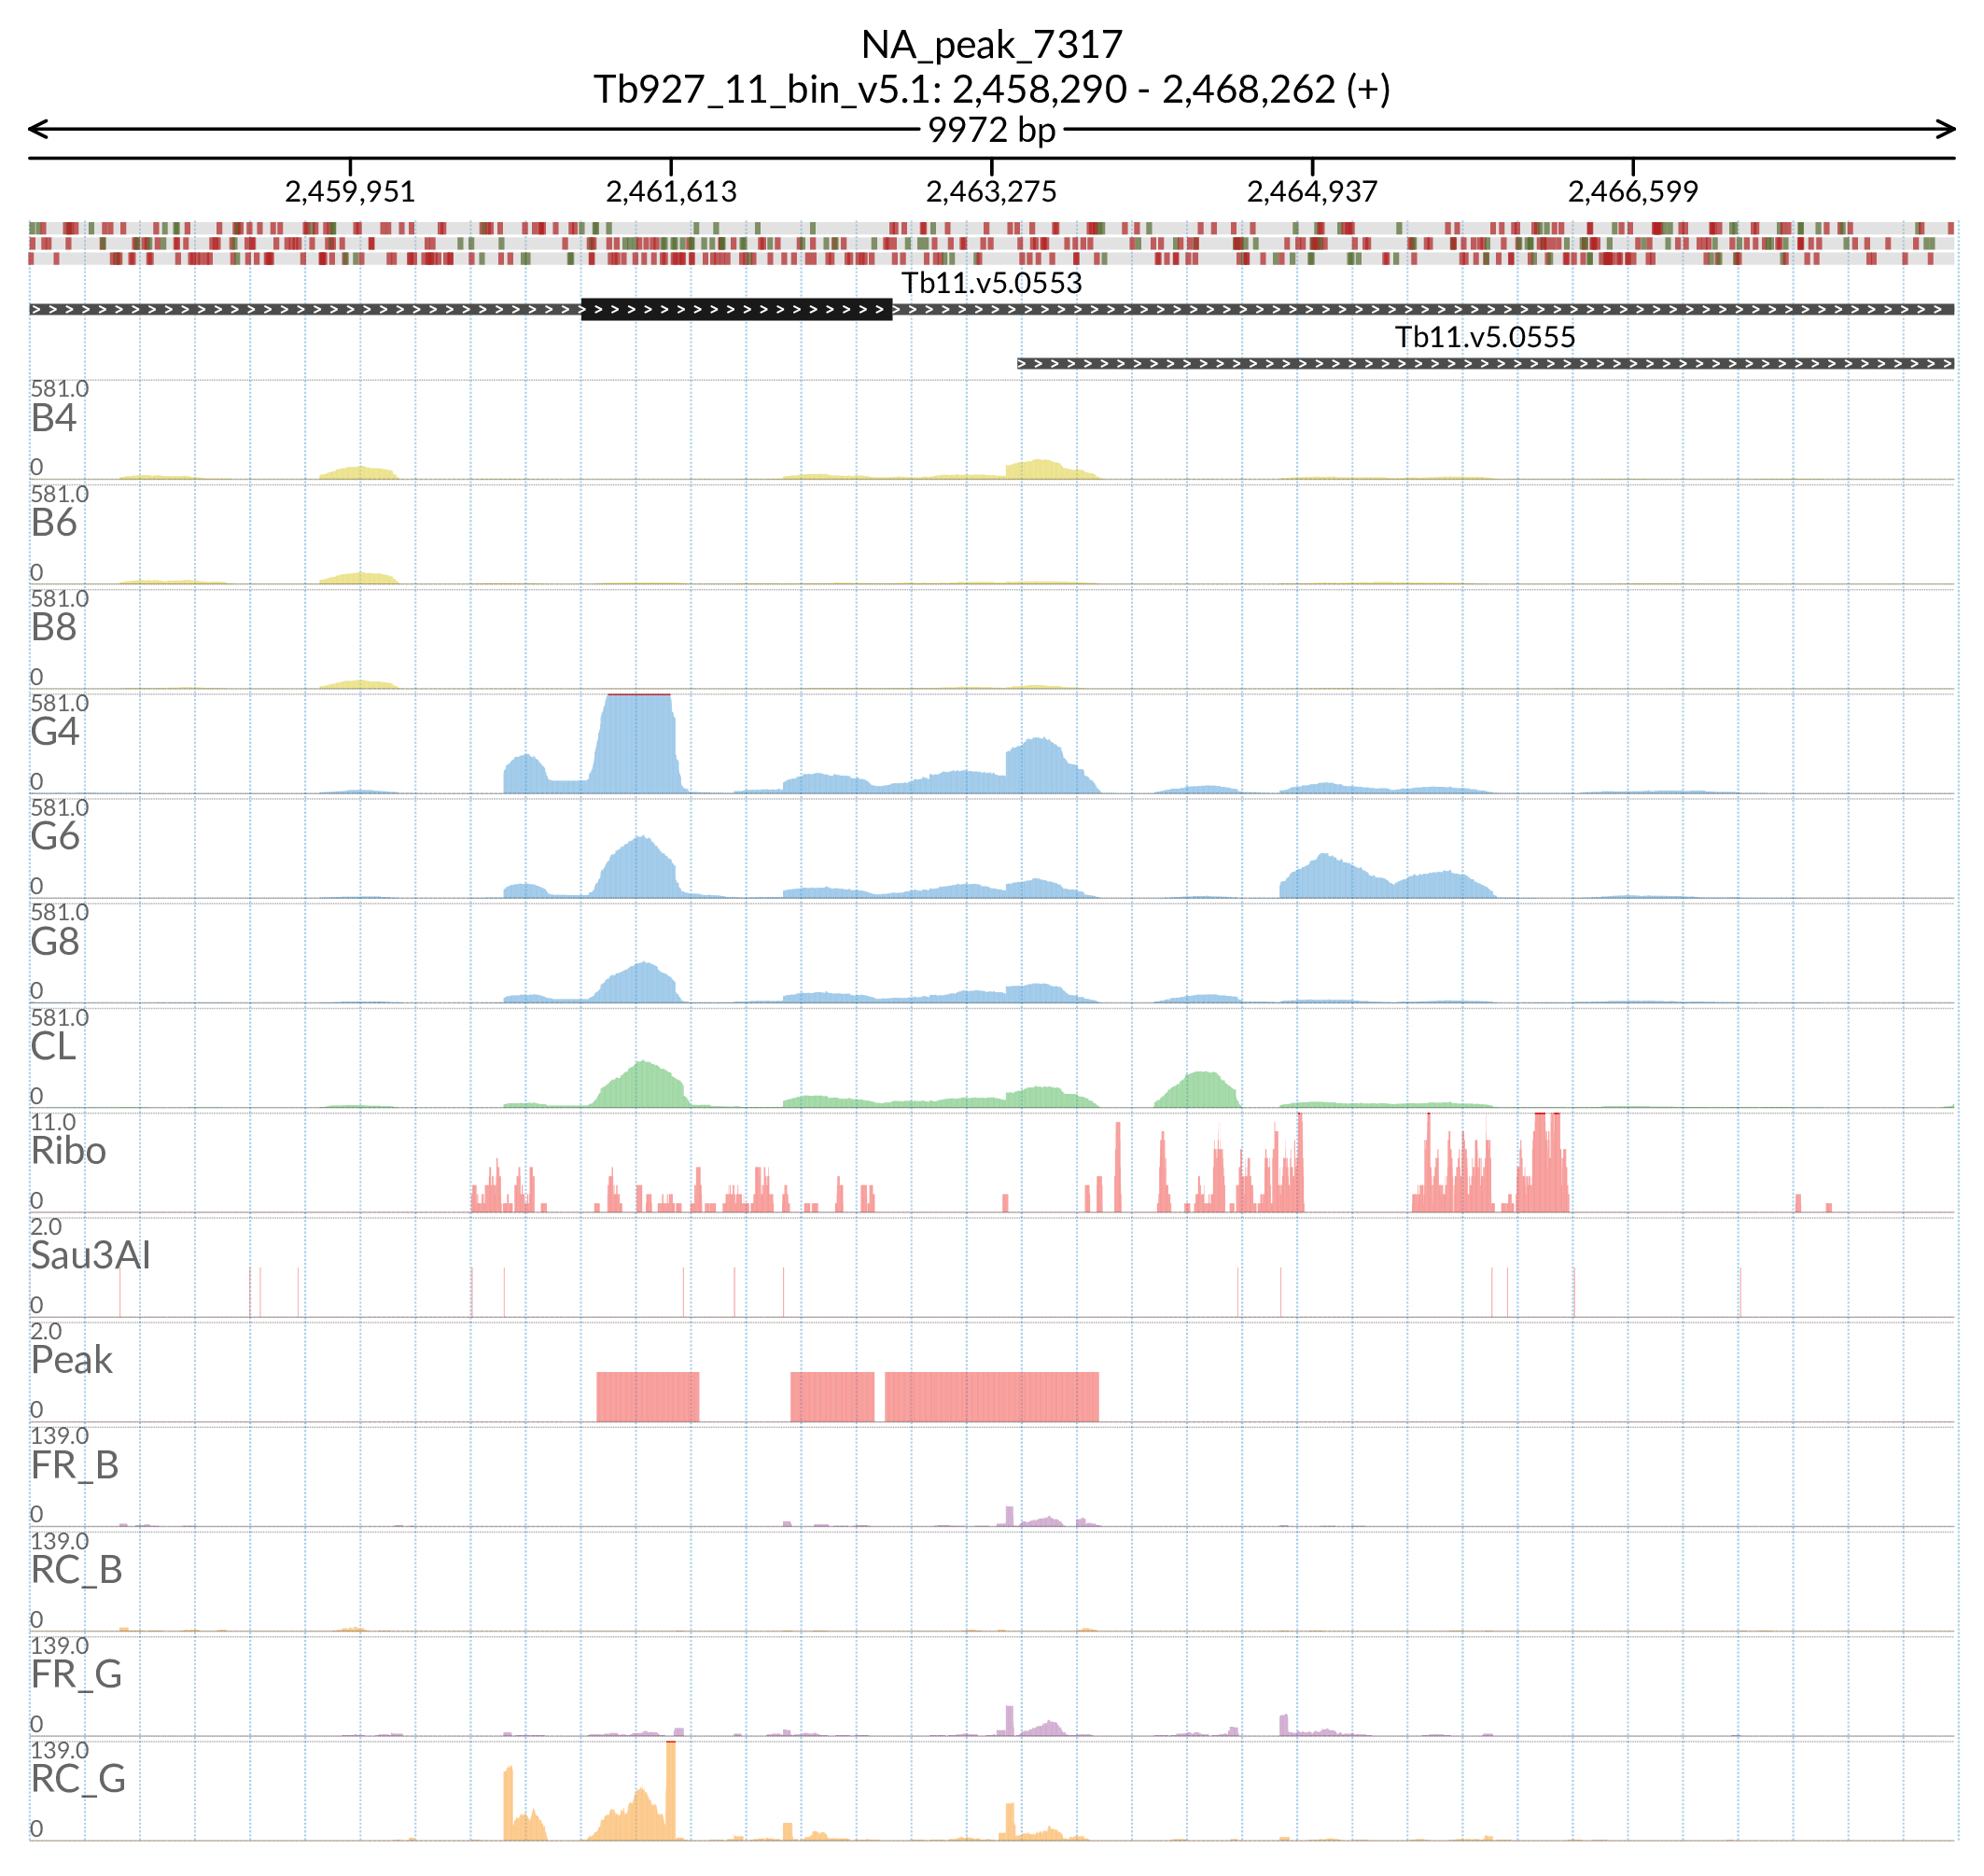 NA_peak_7317
Tb927_11_bin_v5.1: 2,458,290 - 2,468,262 (+)
9972 bp
2,459,951 2,461,613 2,463,275 2,464,937 2,466,599
Tb11.v5.0553
Tb11.v5.0555
581.0
B4
0
581.0
B6
0
581.0
B8
0
581.0
G4
0
581.0
G6
0
581.0
G8
0
581.0
CL
0
11.0
Ribo
0
2.0
Sau3AI
0
2.0
Peak
0
139.0
FR_B
0
139.0
RC_B
0
139.0
FR_G
0
139.0
RC_G
0